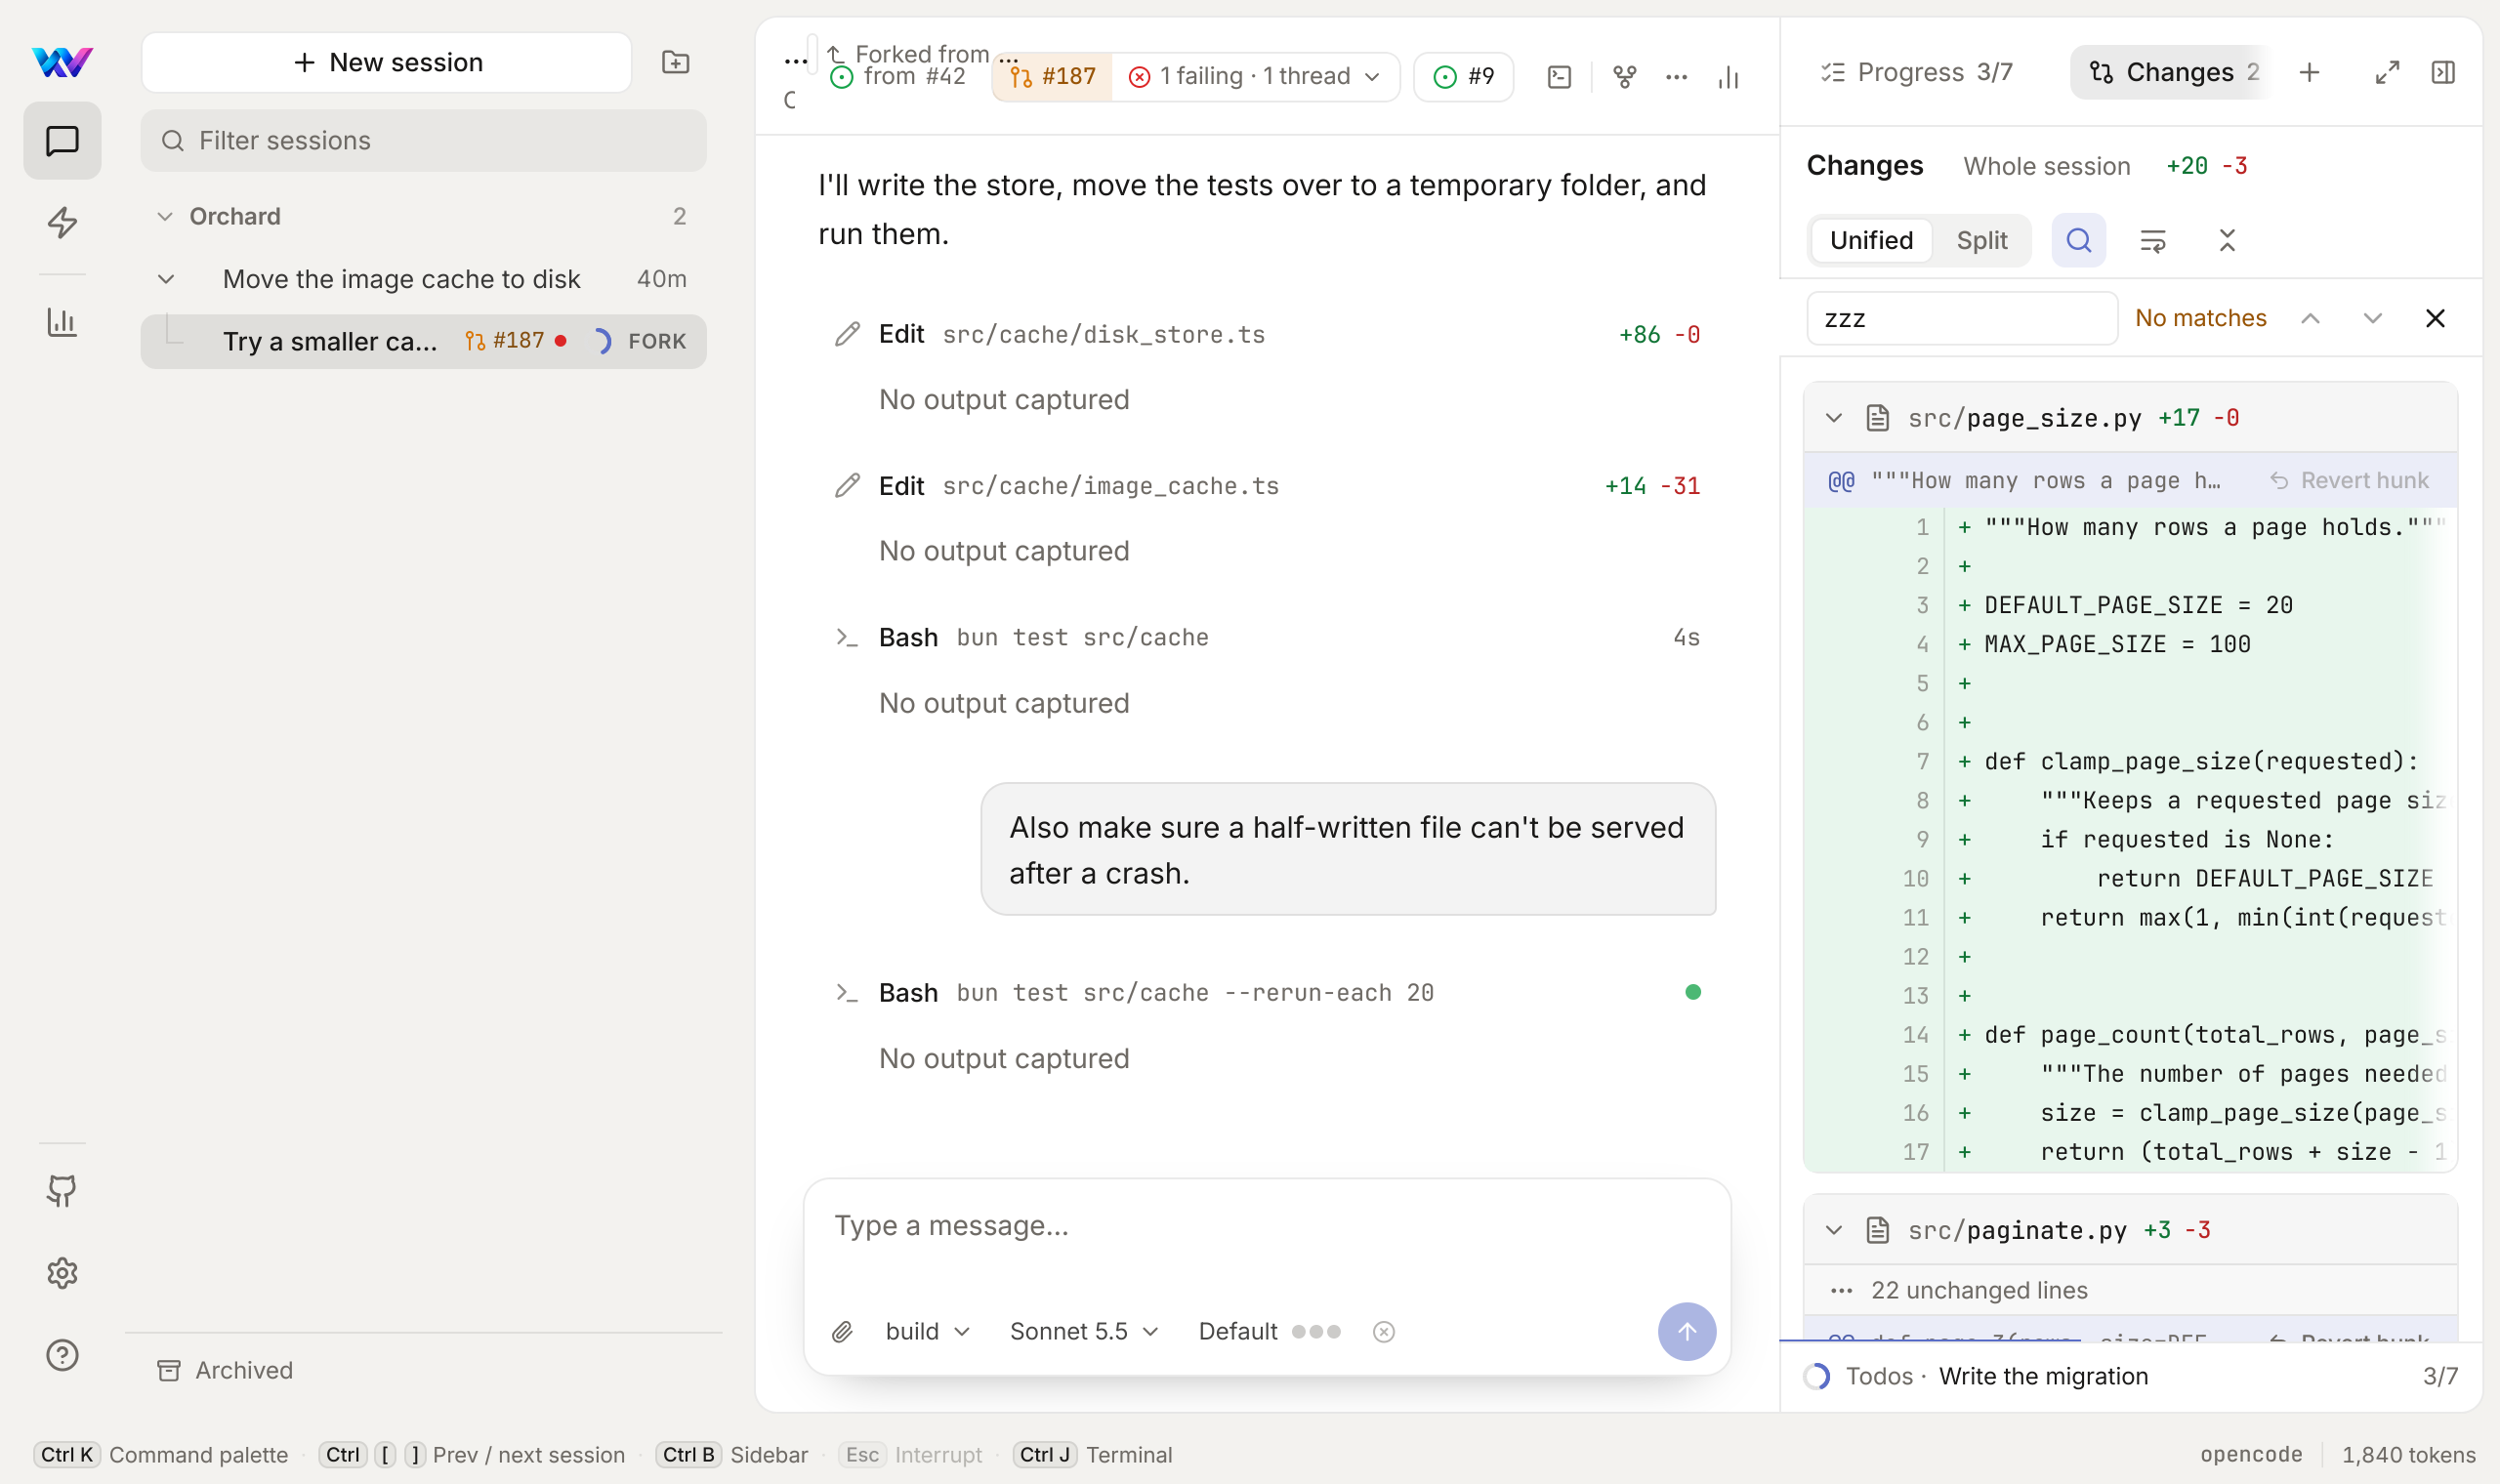 New session
Filter sessions
Orchard 2
Move the image cache to disk 40m
Try a smaller ca... #187 FORK
Archived
... Forked from ...
from #42 #187 1 failing · 1 thread #9
I'll write the store, move the tests over to a temporary folder, and
run them.
Edit src/cache/disk_store.ts +86 -0
No output captured
Edit src/cache/image_cache.ts +14 -31
No output captured
Bash bun test src/cache 4s
No output captured
Also make sure a half-written file can't be served
after a crash.
Bash bun test src/cache --rerun-each 20
No output captured
Type a message...
build Sonnet 5.5 Default
Progress 3/7 Changes 2
Changes Whole session +20 -3
Unified Split
zzz No matches
src/page_size.py +17 -0
@@ """How many rows a page h... Revert hunk
1 + """How many rows a page holds."""
2 +
3 + DEFAULT_PAGE_SIZE = 20
4 + MAX_PAGE_SIZE = 100
5 +
6 +
7 + def clamp_page_size(requested):
8 + """Keeps a requested page siz
9 + if requested is None:
10 + return DEFAULT_PAGE_SIZE
11 + return max(1, min(int(request
12 +
13 +
14 + def page_count(total_rows, page_s
15 + """The number of pages needed
16 + size = clamp_page_size(page_s
17 + return (total_rows + size - 1
src/paginate.py +3 -3
... 22 unchanged lines
Revert hunk
Todos · Write the migration 3/7
Ctrl K Command palette · Ctrl [ ] Prev / next session · Ctrl B Sidebar · Esc Interrupt · Ctrl J Terminal
opencode 1,840 tokens